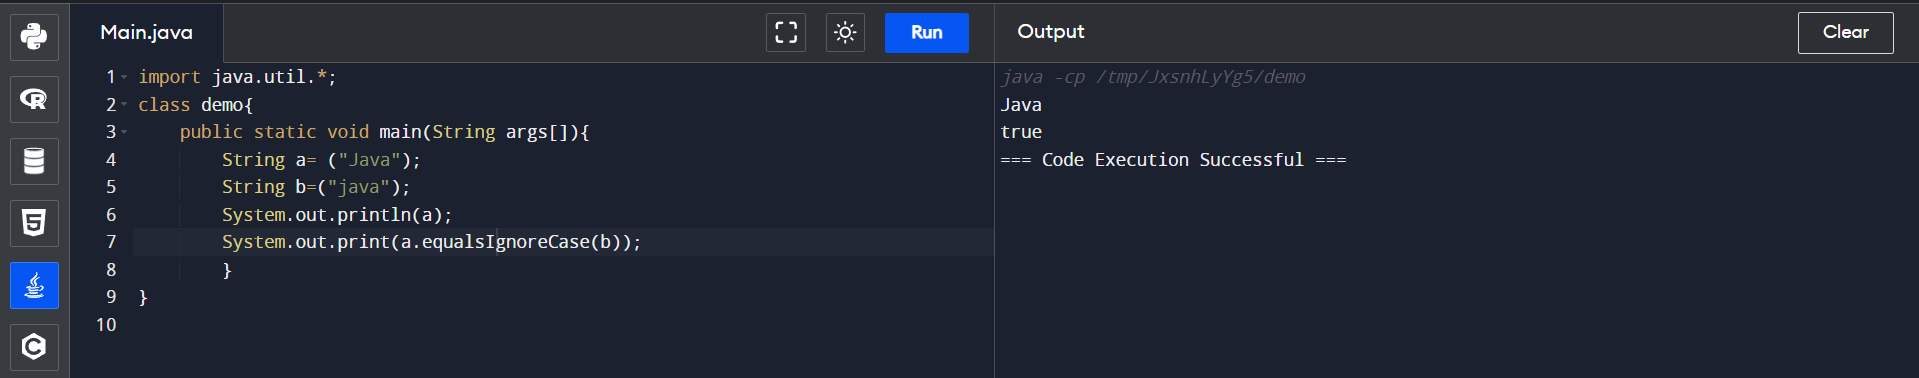 Main.java
Run
1 import java.util.*;
2 class demo{
3 public static void main(String args[]){
4 String a= ("Java");
5 String b=("java");
6 System.out.println(a);
7 System.out.print(a.equalsIgnoreCase(b));
8 }
9 }
10
Output
Clear
java -cp /tmp/JxsnhLyYg5/demo
Java
true
=== Code Execution Successful ===